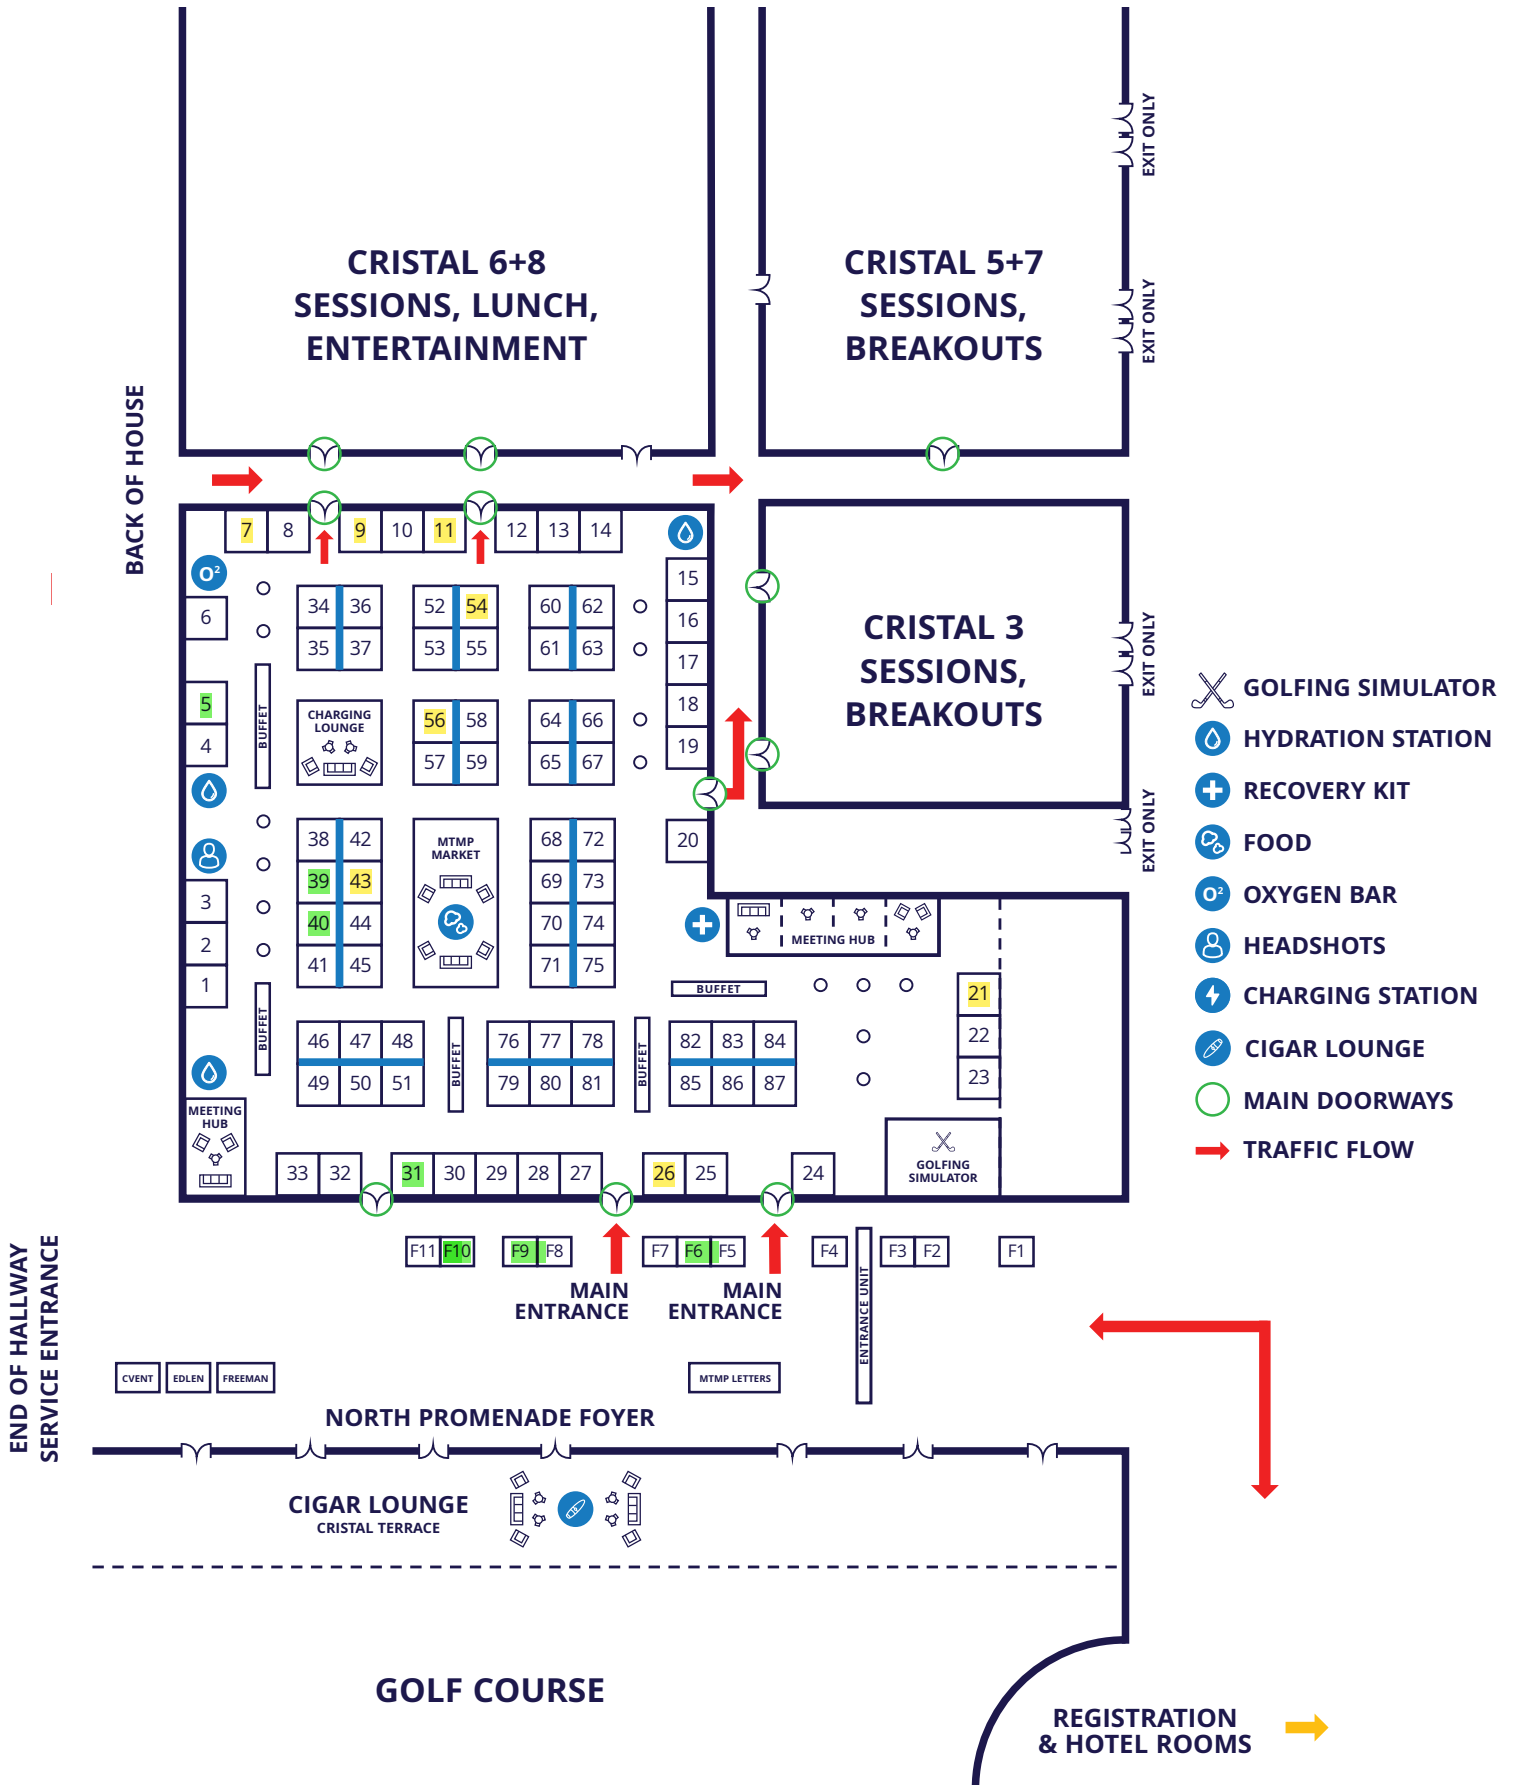 EXIT ONLY
CRISTAL 6+8
SESSIONS, LUNCH,
ENTERTAINMENT
CRISTAL 5+7
SESSIONS,
BREAKOUTS
EXIT ONLY
BACK OF HOUSE
7 8 9 10 11 12 13 14
O²
6
5
4
3
2
1
BUFFET
34 36
35 37
52 54
53 55
60 62
61 63
15
16
17
18
19
20
CHARGING
LOUNGE
56 58
57 59
64 66
65 67
CRISTAL 3
SESSIONS,
BREAKOUTS
EXIT ONLY
EXIT ONLY
38 42
39 43
40 44
41 45
MTMP
MARKET
68 72
69 73
70 74
71 75
MEETING HUB
BUFFET
BUFFET
21
22
23
46 47 48
49 50 51
BUFFET
76 77 78
79 80 81
BUFFET
82 83 84
85 86 87
MEETING
HUB
33 32 31 30 29 28 27 26 25 24
GOLFING
SIMULATOR
GOLFING SIMULATOR
HYDRATION STATION
RECOVERY KIT
FOOD
O² OXYGEN BAR
HEADSHOTS
CHARGING STATION
CIGAR LOUNGE
MAIN DOORWAYS
TRAFFIC FLOW
F11 F10 F9 F8 F7 F6 F5 F4 F3 F2 F1
MAIN
ENTRANCE
MAIN
ENTRANCE
ENTRANCE UNIT
END OF HALLWAY
SERVICE ENTRANCE
CVENT EDLEN FREEMAN
MTMP LETTERS
NORTH PROMENADE FOYER
CIGAR LOUNGE
CRISTAL TERRACE
GOLF COURSE
REGISTRATION
& HOTEL ROOMS